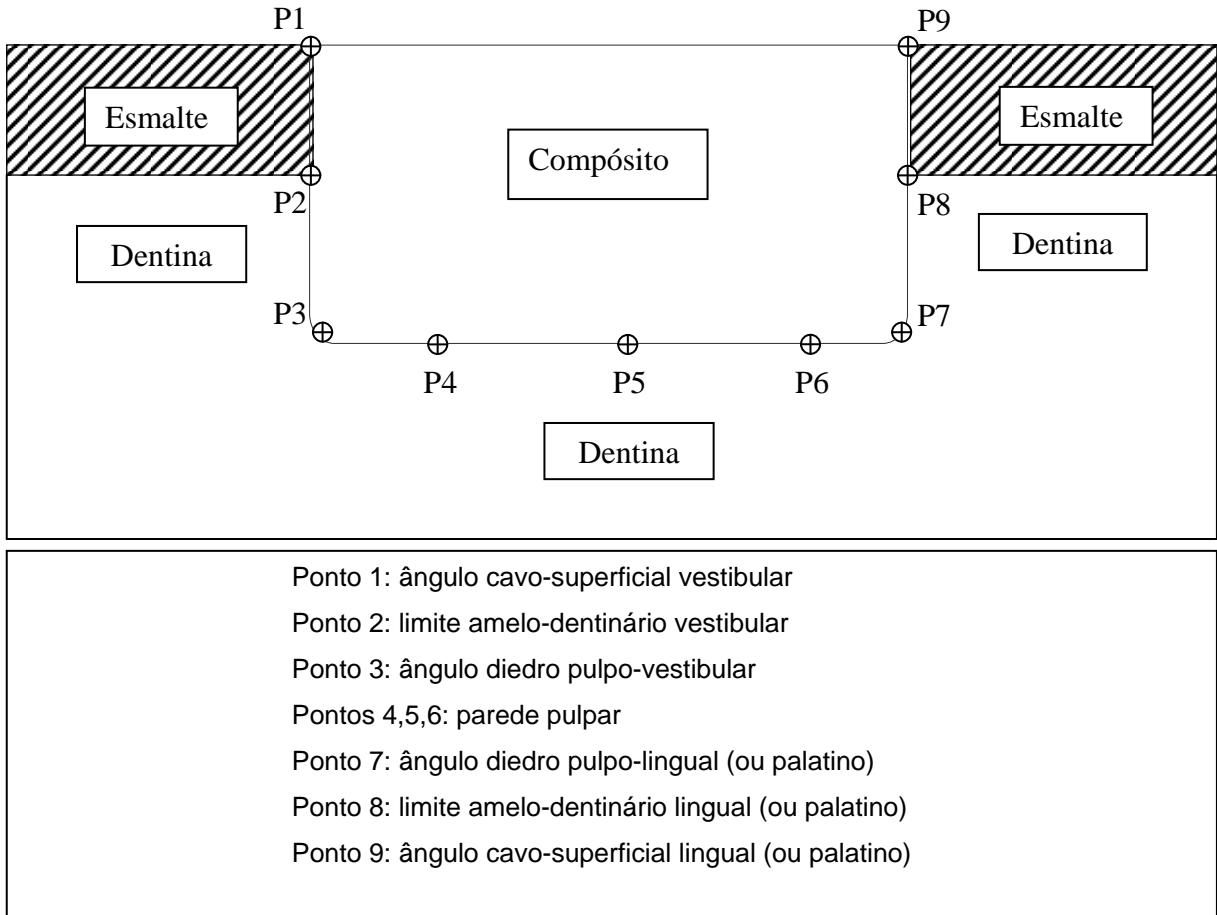 P1 P9
Esmalte Esmalte
Compósito
P2 P8
Dentina Dentina
P3 P7
P4 P5 P6
Dentina
Ponto 1: ângulo cavo-superficial vestibular
Ponto 2: limite amelo-dentinário vestibular
Ponto 3: ângulo diedro pulpo-vestibular
Pontos 4,5,6: parede pulpar
Ponto 7: ângulo diedro pulpo-lingual (ou palatino)
Ponto 8: limite amelo-dentinário lingual (ou palatino)
Ponto 9: ângulo cavo-superficial lingual (ou palatino)